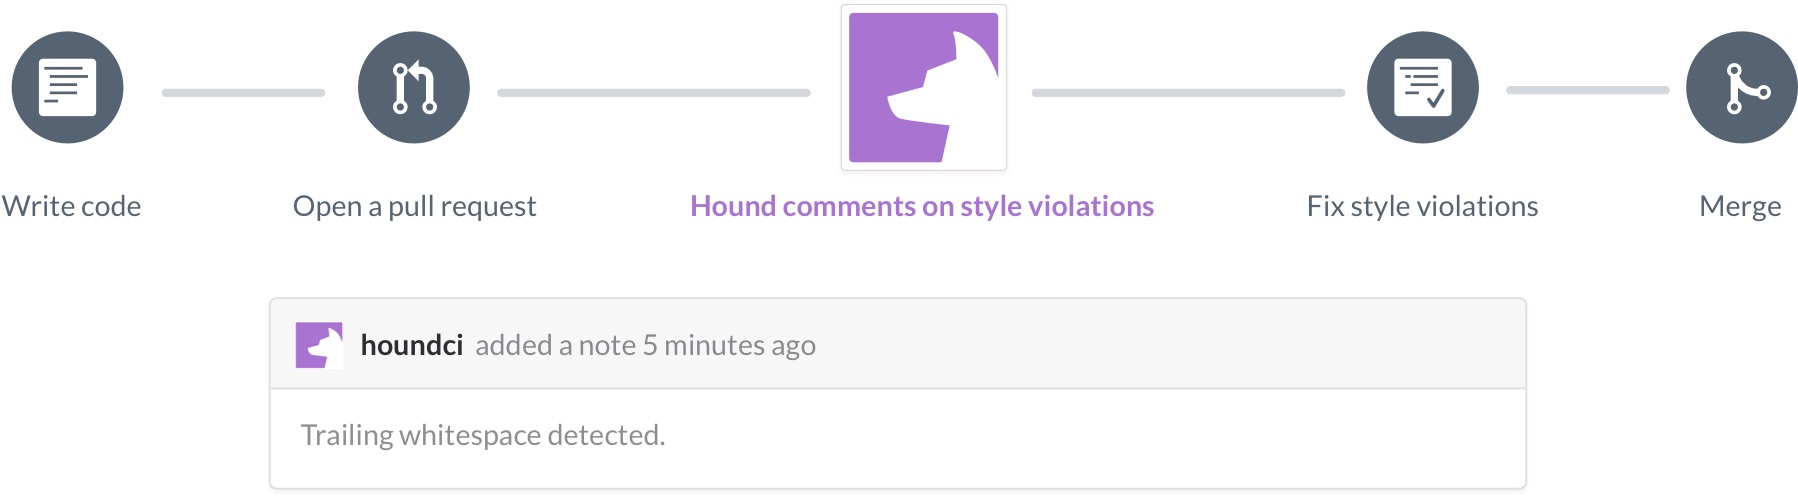 Write code
Open a pull request
Hound comments on style violations
Fix style violations
Merge
houndci added a note 5 minutes ago
Trailing whitespace detected.